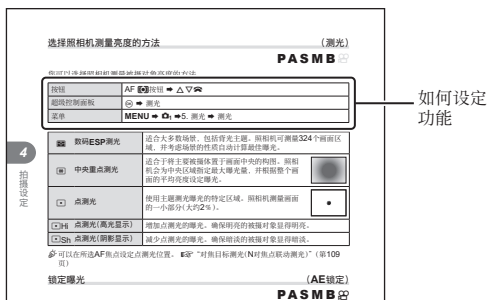 选择照相机测量亮度的方法 (测光)
PASMB
您可以选择照相机测量被摄对象亮度的方法。
按钮 AF 按钮 ➡ △▽
超级控制面板 ➡ 测光
菜单 MENU ➡ ➡ 5. 测光 ➡ 测光
如何设定
功能
数码ESP测光 适合大多数场景，包括背光主题。照相机可测量324个画面区
域，并考虑场景的性质自动计算最佳曝光。
中央重点测光 适合于将主要被摄体置于画面中央的构图。照相
机会为中央区域指定最大曝光量，并根据整个画
面的平均亮度设定曝光。
点测光 使用主题测光的特定区域。照相机测量画面
的一小部分(大约2%)。
Hi 点测光(高光显示) 增加点测光的曝光。确保明亮的被摄对象显得明亮。
Sh 点测光(阴影显示) 减少点测光的曝光。确保暗淡的被摄对象显得暗淡。
可以在所选AF焦点设定点测光位置。 “对焦目标测光(N对焦点联动测光)”(第109
页)
4
拍摄设定
锁定曝光 (AE锁定)
PASMB